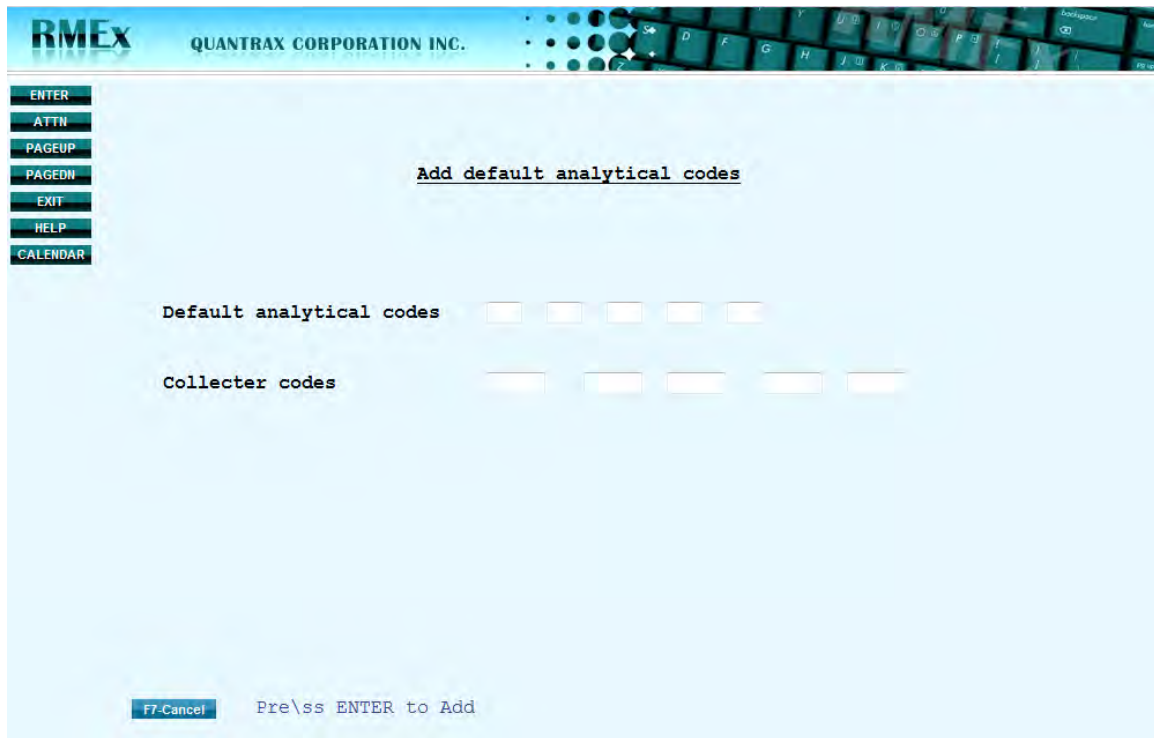 RMEx
QUANTRAX CORPORATION INC.
ENTER
ATTN
PAGEUP
PAGEDN
EXIT
HELP
CALENDAR
Add default analytical codes
Default analytical codes
Collecter codes
F7-Cancel Pre\ss ENTER to Add